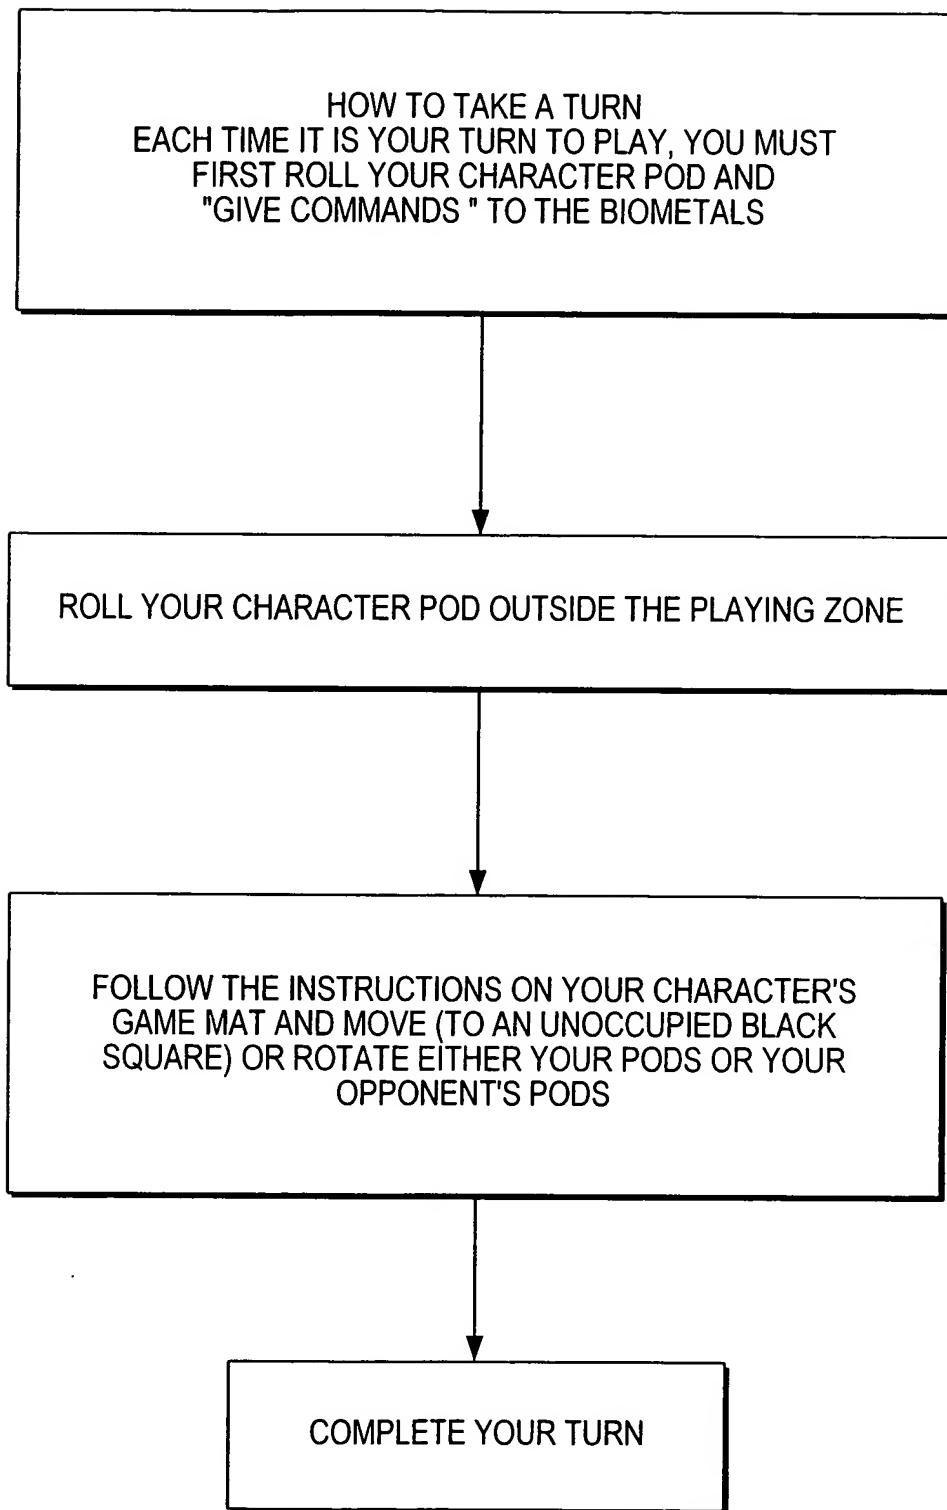 HOW TO TAKE A TURN
EACH TIME IT IS YOUR TURN TO PLAY, YOU MUST
FIRST ROLL YOUR CHARACTER POD AND
"GIVE COMMANDS " TO THE BIOMETALS
ROLL YOUR CHARACTER POD OUTSIDE THE PLAYING ZONE
FOLLOW THE INSTRUCTIONS ON YOUR CHARACTER'S
GAME MAT AND MOVE (TO AN UNOCCUPIED BLACK
SQUARE) OR ROTATE EITHER YOUR PODS OR YOUR
OPPONENT'S PODS
COMPLETE YOUR TURN